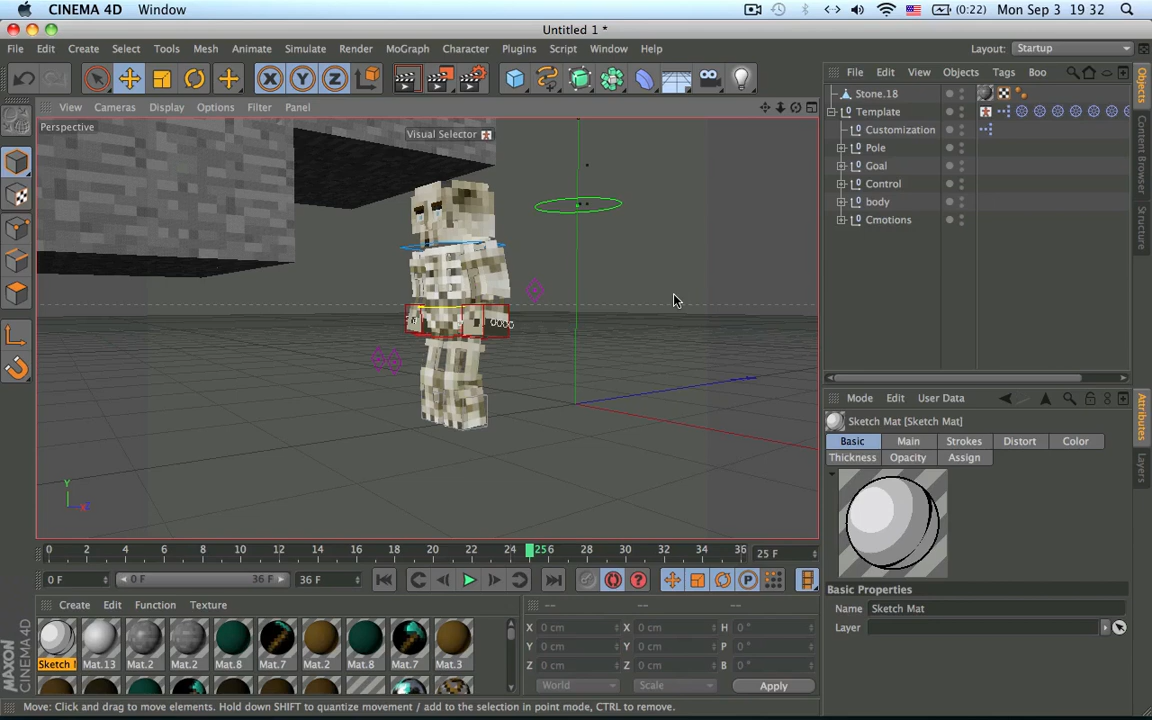 CINEMA 4D Window (0:22) Mon Sep 3 19:32
Untitled 1 *
File Edit Create Select Tools Mesh Animate Simulate Render MoGraph Character Plugins Script Window Help Layout: Startup
X Y Z
File Edit View Objects Tags Boo
View Cameras Display Options Filter Panel
Perspective
Visual Selector
Stone.18
Template
Customization
Pole
Goal
Control
body
Cmotions
Y
Z
Objects
Content Browser
Structure
Mode Edit User Data
Sketch Mat [Sketch Mat]
Basic Main Strokes Distort Color
Thickness Opacity Assign
Attributes
Layers
0 2 4 6 8 10 12 14 16 18 20 22 24 256 28 30 32 34 36 25 F
0 F 0 F 36 F 36 F
P
Basic Properties
Name Sketch Mat
Layer
Create Edit Function Texture
-- -- --
X 0 cm X 0 cm H 0 °
Y 0 cm Y 0 cm P 0 °
Z 0 cm Z 0 cm B 0 °
World Scale Apply
Sketch M Mat.13 Mat.2 Mat.2 Mat.8 Mat.7 Mat.2 Mat.8 Mat.7 Mat.3
MAXON CINEMA 4D
Move: Click and drag to move elements. Hold down SHIFT to quantize movement / add to the selection in point mode, CTRL to remove.